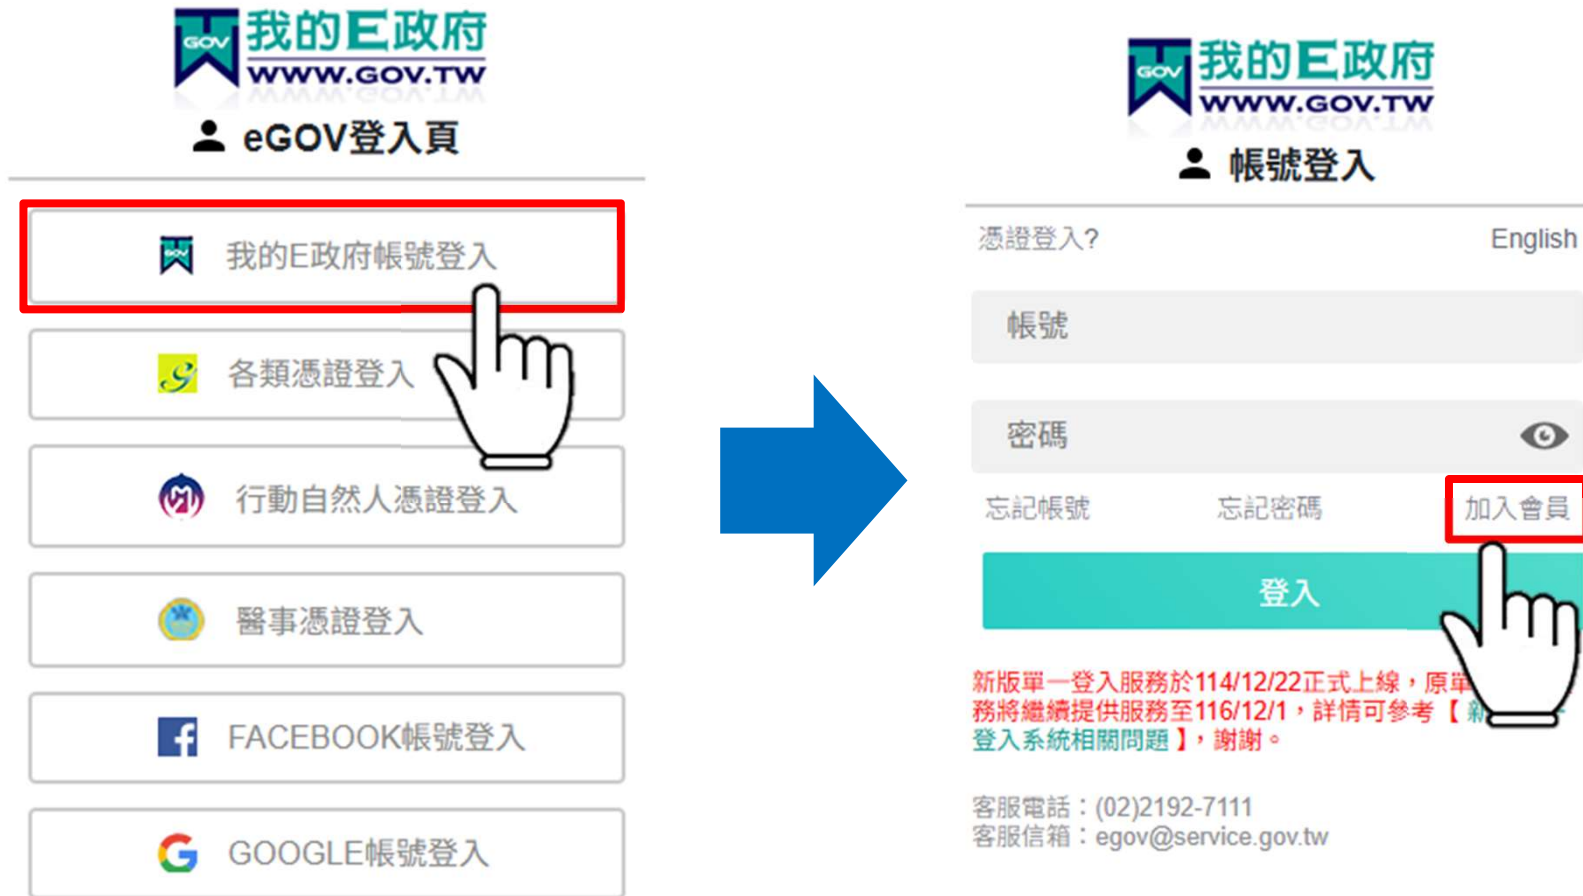 GOV 我的E政府
WWW.GOV.TW
eGOV登入頁
我的E政府帳號登入
各類憑證登入
行動自然人憑證登入
醫事憑證登入
FACEBOOK帳號登入
GOOGLE帳號登入
GOV 我的E政府
WWW.GOV.TW
帳號登入
憑證登入? English
帳號
密碼
忘記帳號 忘記密碼 加入會員
登入
新版單一登入服務於114/12/22正式上線,原單
務將繼續提供服務至116/12/1,詳情可參考【 新
登入系統相關問題 】,謝謝。
客服電話:(02)2192-7111
客服信箱:egov@service.gov.tw